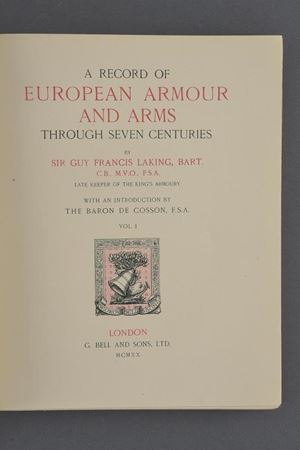 A RECORD OF
EUROPEAN ARMOUR
AND ARMS
THROUGH SEVEN CENTURIES
BY
SIR GUY FRANCIS LAKING, BART.
C.B., M.V.O., F.S.A.
LATE KEEPER OF THE KING'S ARMOURY
WITH AN INTRODUCTION BY
THE BARON DE COSSON, F.S.A.
VOL. I
LONDON
G. BELL AND SONS, LTD.
MCMXX